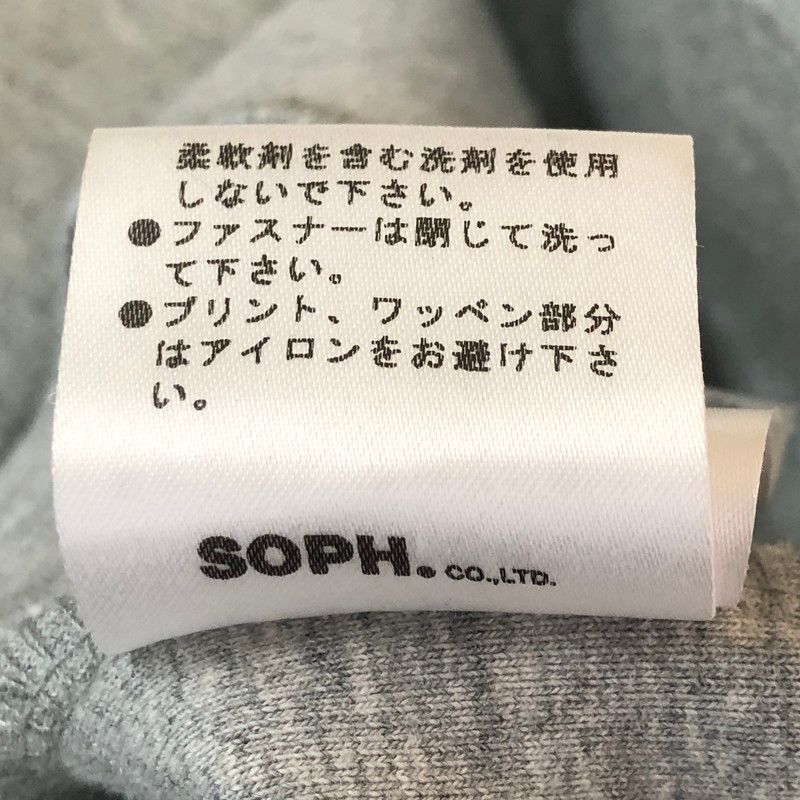 柔軟剤を含む洗剤を使用
しないで下さい。
●ファスナーは閉じて洗っ
て下さい。
●プリント、ワッペン部分
はアイロンをお避け下さ
い。
SOPH. CO.,LTD.